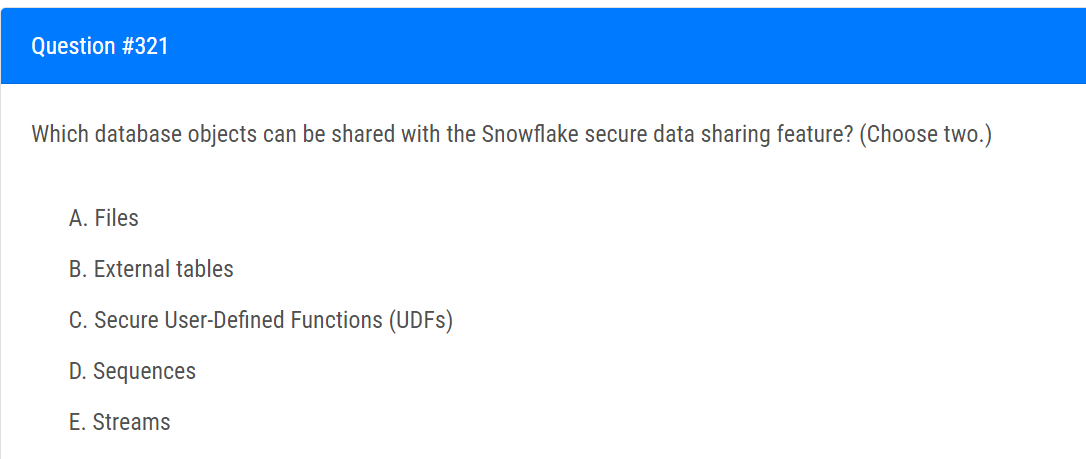 Question #321
Which database objects can be shared with the Snowflake secure data sharing feature? (Choose two.)
A. Files
B. External tables
C. Secure User-Defined Functions (UDFs)
D. Sequences
E. Streams